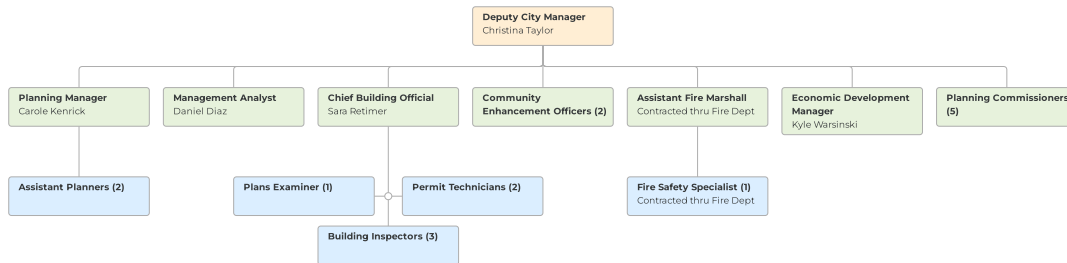 Deputy City Manager
Christina Taylor
Planning Manager
Carole Kenrick
Management Analyst
Daniel Diaz
Chief Building Official
Sara Retimer
Community
Enhancement Officers (2)
Assistant Fire Marshall
Contracted thru Fire Dept
Economic Development
Manager
Kyle Warsinski
Planning Commissioners
(5)
Assistant Planners (2)
Plans Examiner (1)
Permit Technicians (2)
Fire Safety Specialist (1)
Contracted thru Fire Dept
Building Inspectors (3)